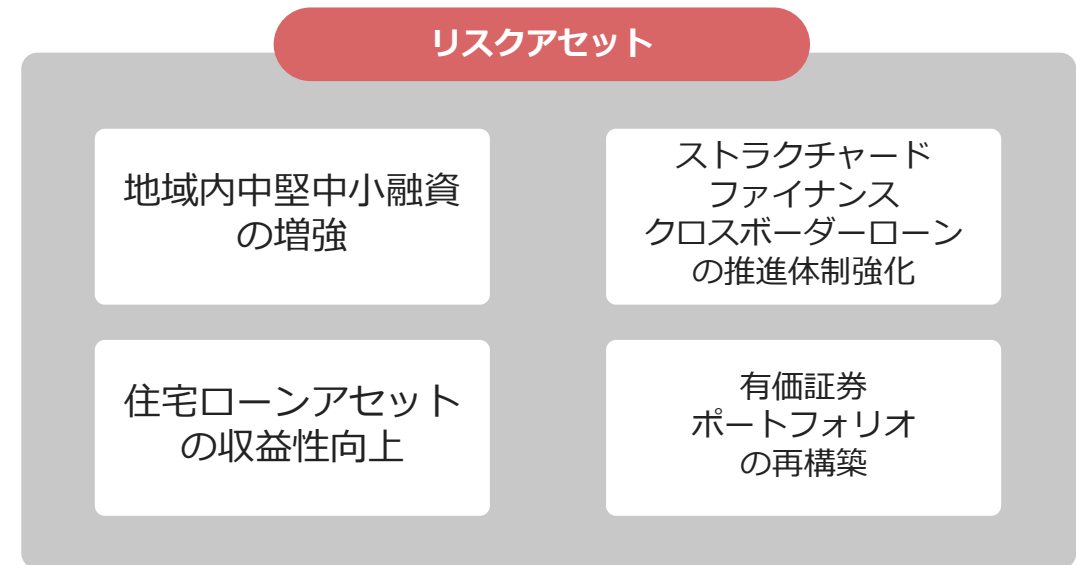 リスクアセット
地域内中堅中小融資
の増強
ストラクチャード
ファイナンス
クロスボーダーローン
の推進体制強化
住宅ローンアセット
の収益性向上
有価証券
ポートフォリオ
の再構築